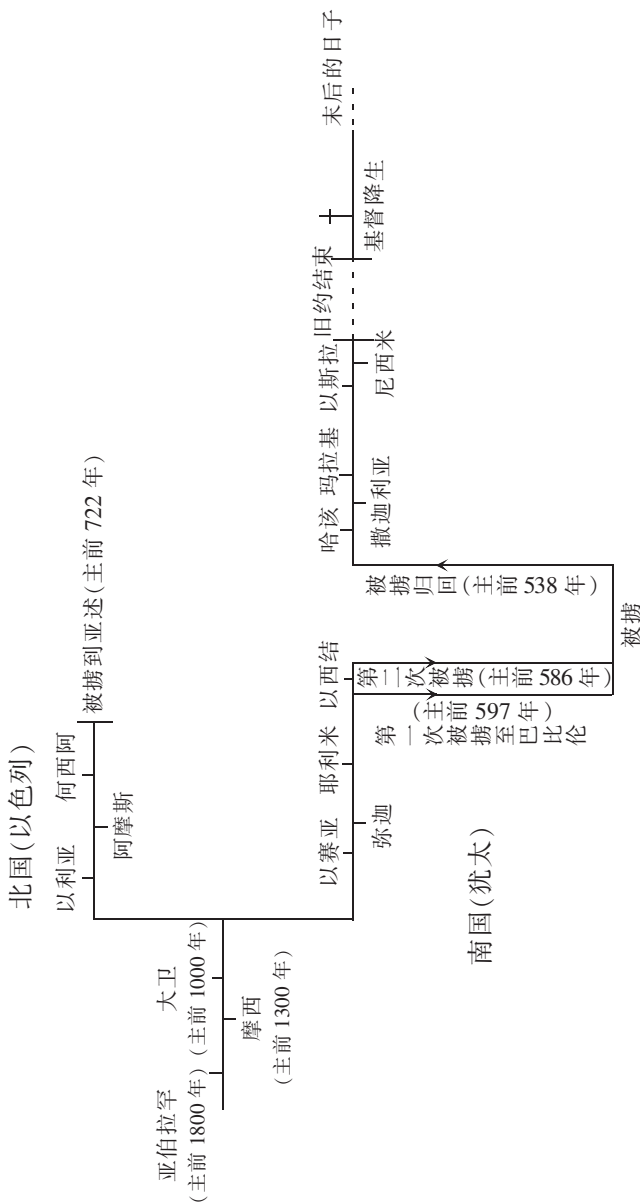 北国(以色列)
以利亚
何西阿
阿摩斯
被掳到亚述(主前 722 年)
亚伯拉罕
(主前 1800 年)
大卫
(主前 1000 年)
摩西
(主前 1300 年)
以赛亚
耶利米
以西结
弥迦
第一次被掳至巴比伦
(主前 597 年)
第二次被掳(主前 586 年)
被掳
被掳归回(主前 538 年)
南国(犹太)
哈该
玛拉基
撒迦利亚
以斯拉
尼西米
旧约结束
基督降生
末后的日子